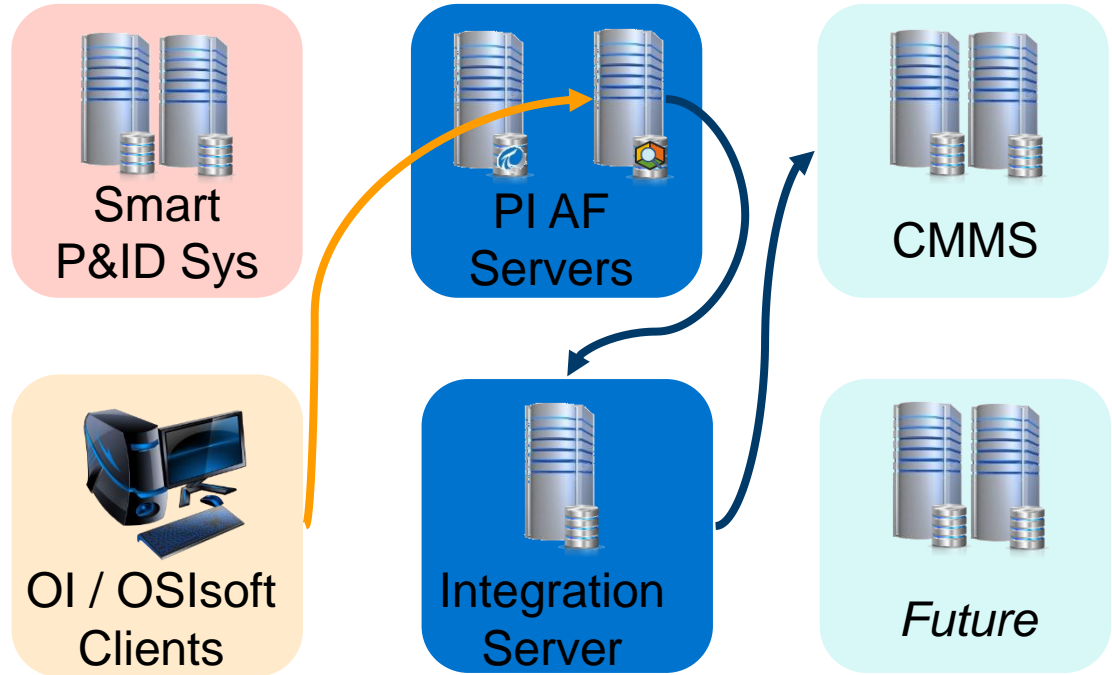 Smart
P&ID Sys
PI AF
Servers
CMMS
OI / OSIsoft
Clients
Integration
Server
Future